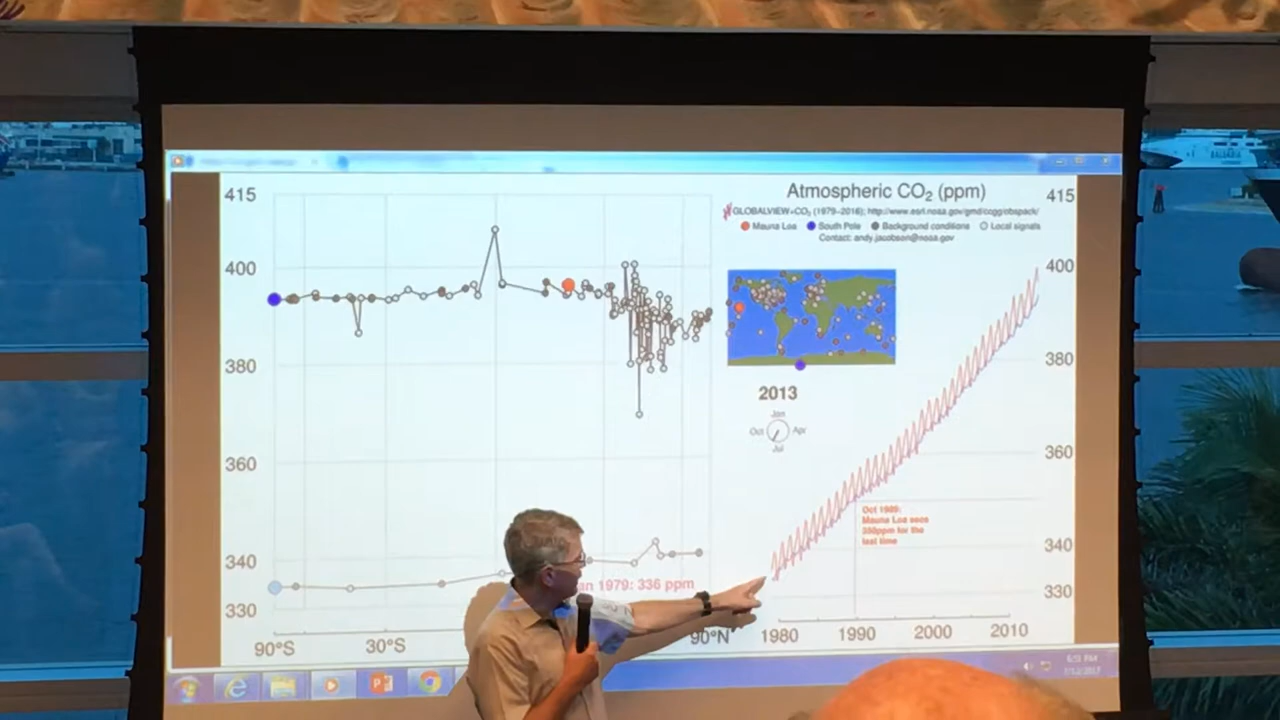 415
400
380
360
340
330
90°S
30°S
90°N
an 1979: 336 ppm
Atmospheric CO₂ (ppm)
GLOBALVIEW+CO₂ (1979-2016); http://www.esrl.noaa.gov/gmd/ccgg/obspack/
Mauna Loa South Pole Background conditions Local signals
Contact: andy.jacobson@noaa.gov
2013
Jan
Oct Apr
Jul
415
400
380
360
340
330
Oct 1989:
Mauna Loa sees
350ppm for the
last time
1980 1990 2000 2010